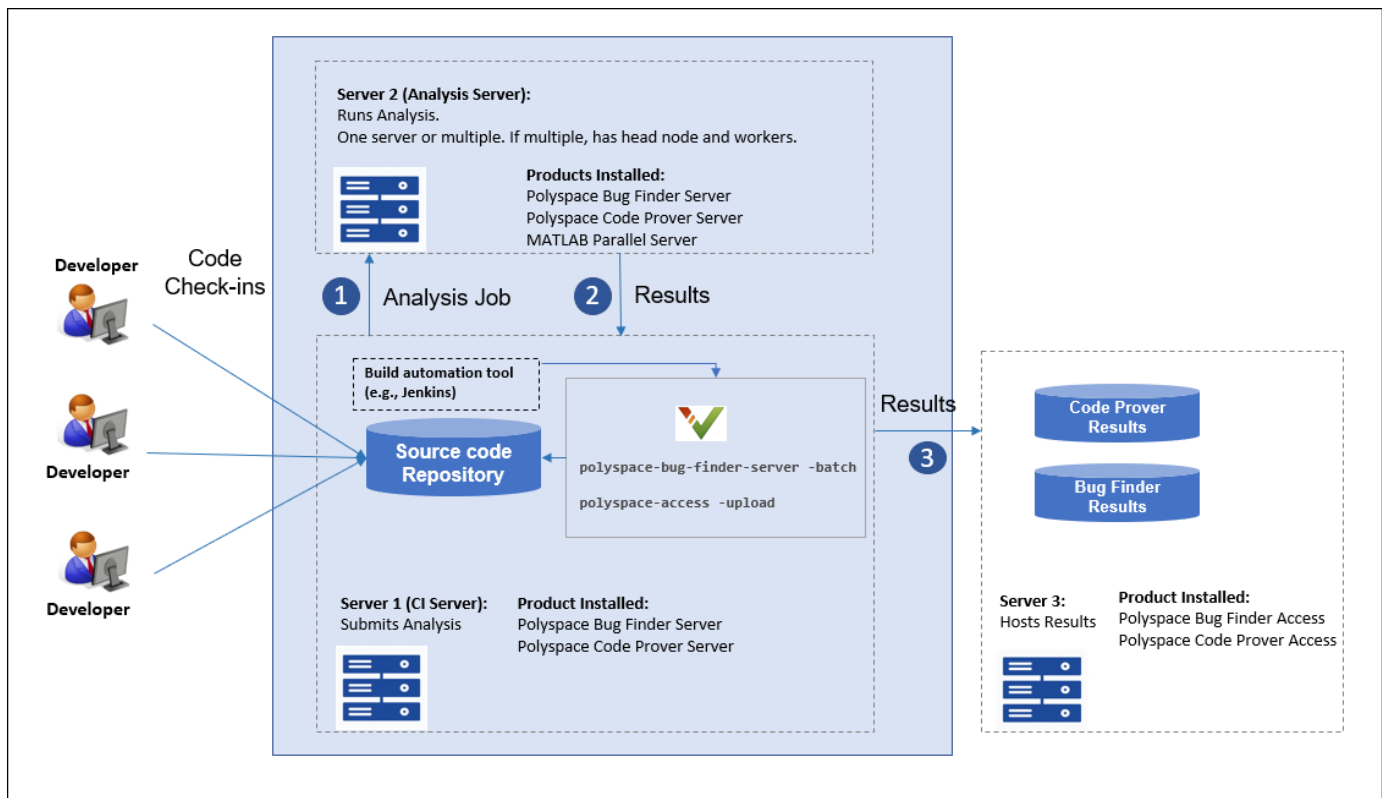 Server 2 (Analysis Server):
Runs Analysis.
One server or multiple. If multiple, has head node and workers.
Products Installed:
Polyspace Bug Finder Server
Polyspace Code Prover Server
MATLAB Parallel Server
Developer
Code
Check-ins
1
Analysis Job
2
Results
Developer
Developer
Build automation tool
(e.g., Jenkins)
Source code
Repository
polyspace-bug-finder-server -batch
polyspace-access -upload
Results
3
Code Prover
Results
Bug Finder
Results
Server 1 (CI Server):
Submits Analysis
Product Installed:
Polyspace Bug Finder Server
Polyspace Code Prover Server
Server 3:
Hosts Results
Product Installed:
Polyspace Bug Finder Access
Polyspace Code Prover Access